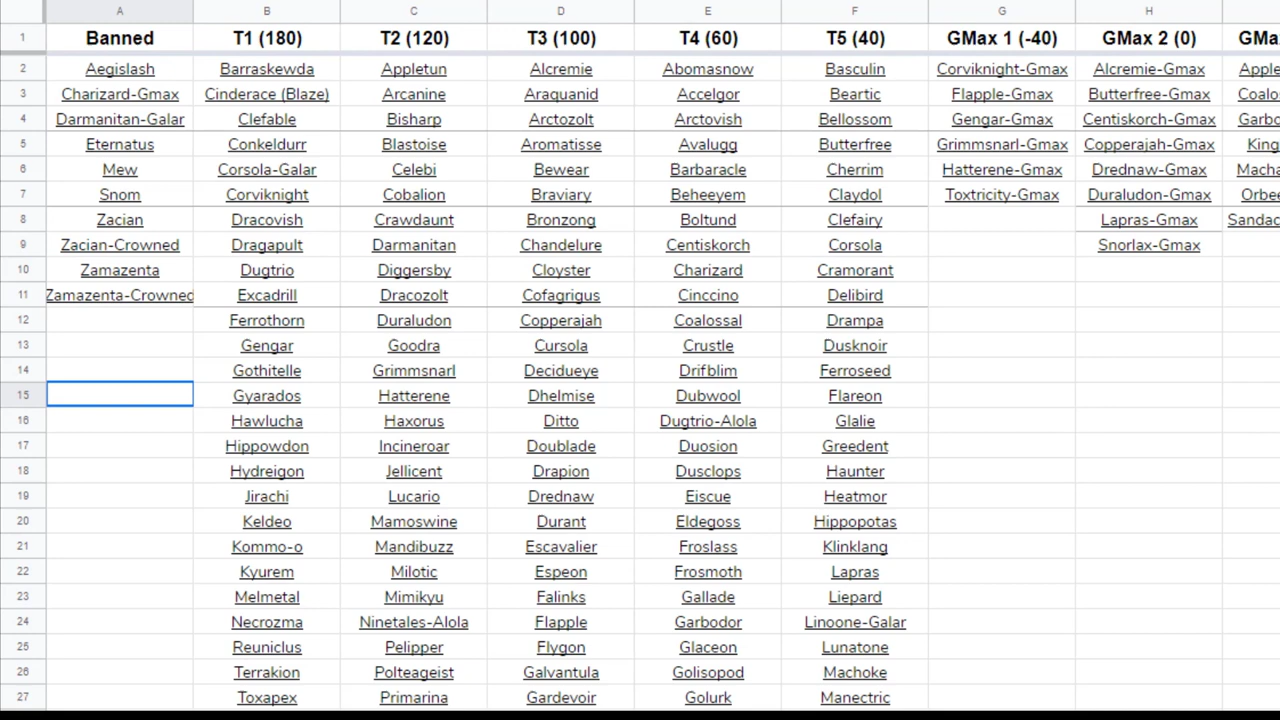 A B C D E F G H
1 Banned T1 (180) T2 (120) T3 (100) T4 (60) T5 (40) GMax 1 (-40) GMax 2 (0) GMa
2 Aegislash Barraskewda Appletun Alcremie Abomasnow Basculin Corviknight-Gmax Alcremie-Gmax Apple
3 Charizard-Gmax Cinderace (Blaze) Arcanine Araquanid Accelgor Beartic Flapple-Gmax Butterfree-Gmax Coalo
4 Darmanitan-Galar Clefable Bisharp Arctozolt Arctovish Bellossom Gengar-Gmax Centiskorch-Gmax Garbo
5 Eternatus Conkeldurr Blastoise Aromatisse Avalugg Butterfree Grimmsnarl-Gmax Copperajah-Gmax King
6 Mew Corsola-Galar Celebi Bewear Barbaracle Cherrim Hatterene-Gmax Drednaw-Gmax Macha
7 Snom Corviknight Cobalion Braviary Beheeyem Claydol Toxtricity-Gmax Duraludon-Gmax Orbee
8 Zacian Dracovish Crawdaunt Bronzong Boltund Clefairy Lapras-Gmax Sandac
9 Zacian-Crowned Dragapult Darmanitan Chandelure Centiskorch Corsola Snorlax-Gmax
10 Zamazenta Dugtrio Diggersby Cloyster Charizard Cramorant
11 Zamazenta-Crowned Excadrill Dracozolt Cofagrigus Cinccino Delibird
12 Ferrothorn Duraludon Copperajah Coalossal Drampa
13 Gengar Goodra Cursola Crustle Dusknoir
14 Gothitelle Grimmsnarl Decidueye Drifblim Ferroseed
15 Gyarados Hatterene Dhelmise Dubwool Flareon
16 Hawlucha Haxorus Ditto Dugtrio-Alola Glalie
17 Hippowdon Incineroar Doublade Duosion Greedent
18 Hydreigon Jellicent Drapion Dusclops Haunter
19 Jirachi Lucario Drednaw Eiscue Heatmor
20 Keldeo Mamoswine Durant Eldegoss Hippopotas
21 Kommo-o Mandibuzz Escavalier Froslass Klinklang
22 Kyurem Milotic Espeon Frosmoth Lapras
23 Melmetal Mimikyu Falinks Gallade Liepard
24 Necrozma Ninetales-Alola Flapple Garbodor Linoone-Galar
25 Reuniclus Pelipper Flygon Glaceon Lunatone
26 Terrakion Polteageist Galvantula Golisopod Machoke
27 Toxapex Primarina Gardevoir Golurk Manectric